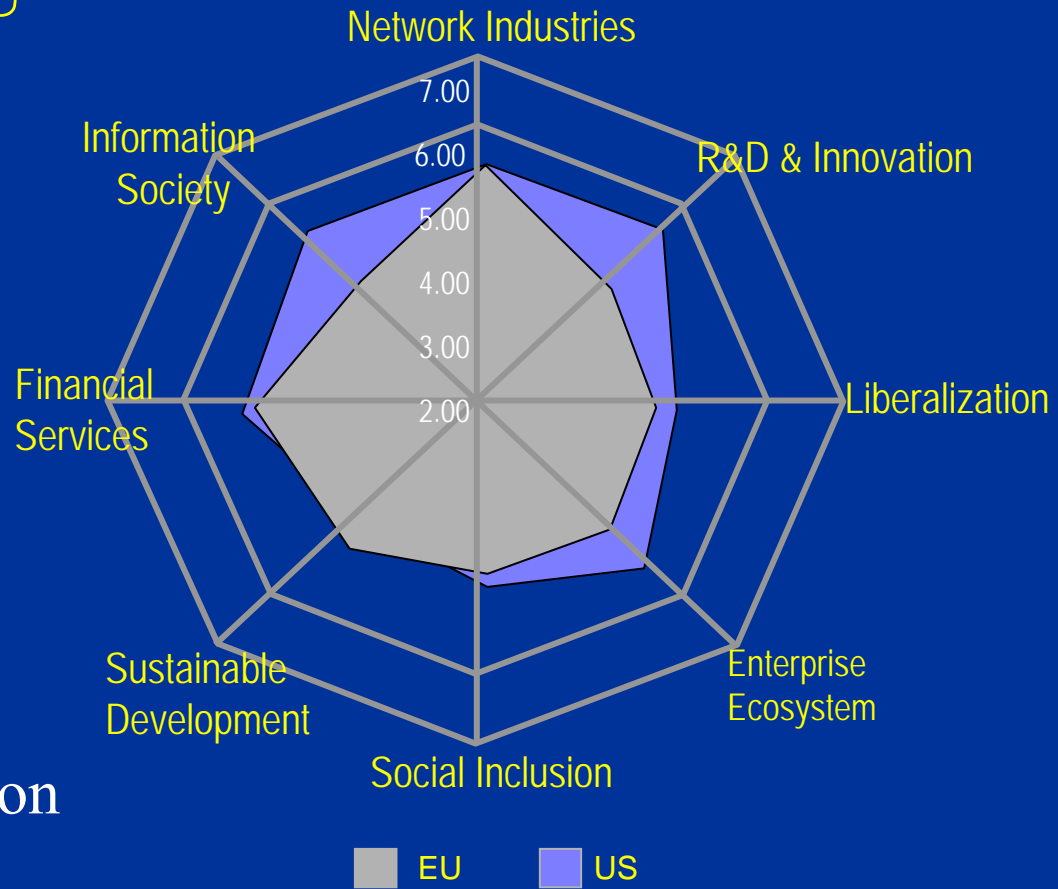 Network Industries
7.00
Information
Society
6.00
R&D & Innovation
5.00
4.00
3.00
Financial
Services
2.00
Liberalization
Sustainable
Development
Enterprise
Ecosystem
Social Inclusion
on
EU
US